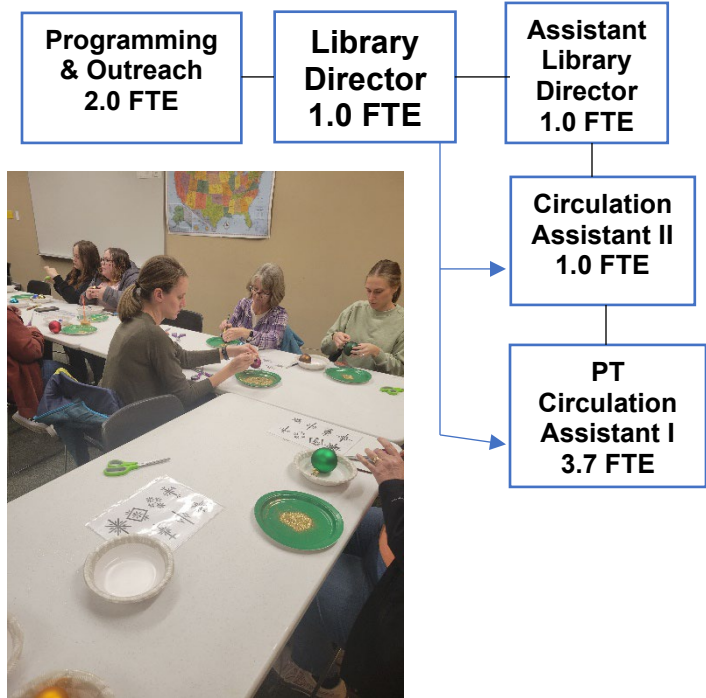 Programming
& Outreach
2.0 FTE
Library
Director
1.0 FTE
Assistant
Library
Director
1.0 FTE
Circulation
Assistant II
1.0 FTE
PT
Circulation
Assistant I
3.7 FTE